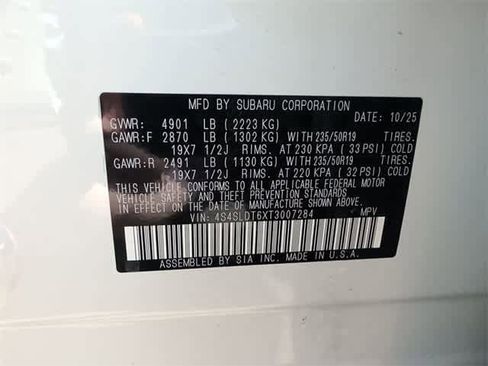 MFD BY SUBARU CORPORATION DATE: 10/25
GVWR: 4901 LB ( 2223 KG)
GAWR:F 2870 LB ( 1302 KG) WITH 235/50R19 TIRES.
19X7 1/2J RIMS. AT 230 KPA ( 33 PSI) COLD
GAWR:R 2491 LB ( 1130 KG) WITH 235/50R19 TIRES.
19X7 1/2J RIMS. AT 220 KPA ( 32 PSI) COLD
THIS VEHICLE CONFORMS TO ALL APPLICABLE FEDERAL MOTOR
VEHICLE SAFETY AND BUMPER STANDARDS IN EFFECT ON THE
DATE OF MANUFACTURE SHOWN ABOVE.
VIN: 4S4SLDT6XT3007284 MPV
ASSEMBLED BY SIA INC. MADE IN U.S.A.